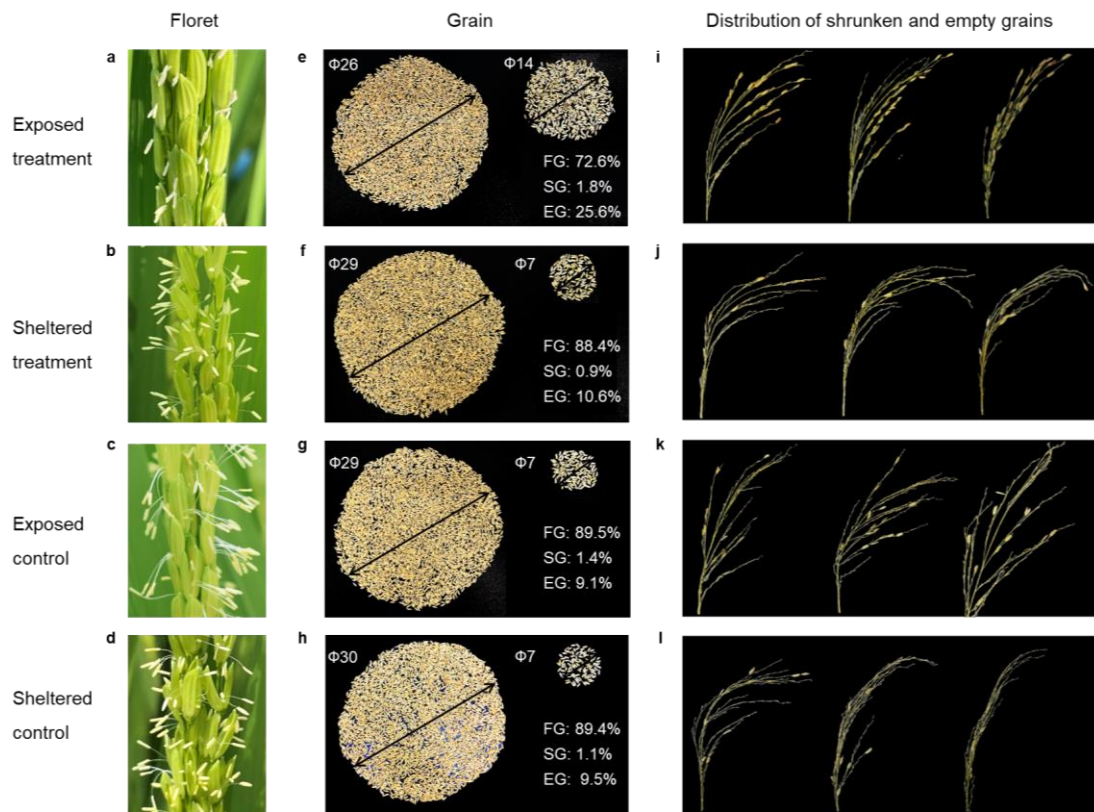 Floret
Grain
Distribution of shrunken and empty grains
Exposed
treatment
a
e
Φ26
Φ14
FG: 72.6%
SG: 1.8%
EG: 25.6%
i
Sheltered
treatment
b
f
Φ29
Φ7
FG: 88.4%
SG: 0.9%
EG: 10.6%
j
Exposed
control
c
g
Φ29
Φ7
FG: 89.5%
SG: 1.4%
EG: 9.1%
k
Sheltered
control
d
h
Φ30
Φ7
FG: 89.4%
SG: 1.1%
EG: 9.5%
l